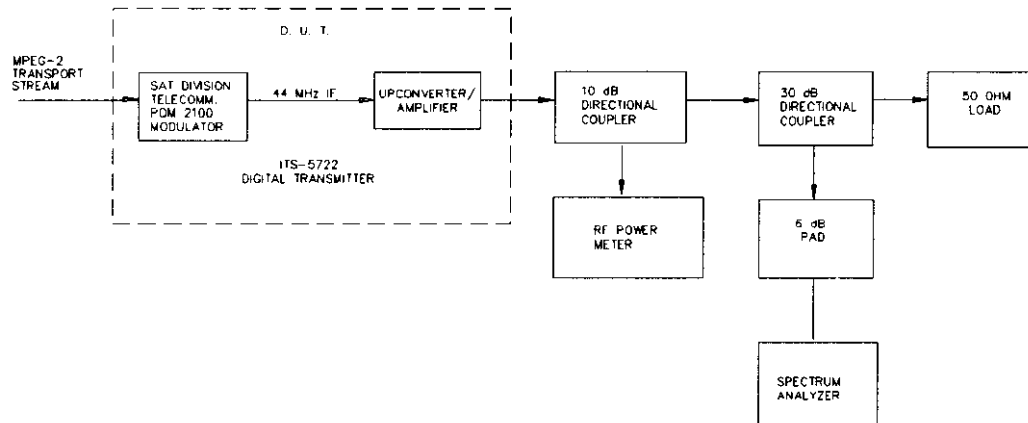 D. U. T.
MPEG-2
TRANSPORT
STREAM
SAT DIVISION
TELECOMM.
PDM 2100
MODULATOR
44 MHz IF
UPCONVERTER/
AMPLIFIER
10 dB
DIRECTIONAL
COUPLER
30 dB
DIRECTIONAL
COUPLER
50 OHM
LOAD
ITS-5722
DIGITAL TRANSMITTER
RF POWER
METER
6 dB
PAD
SPECTRUM
ANALYZER